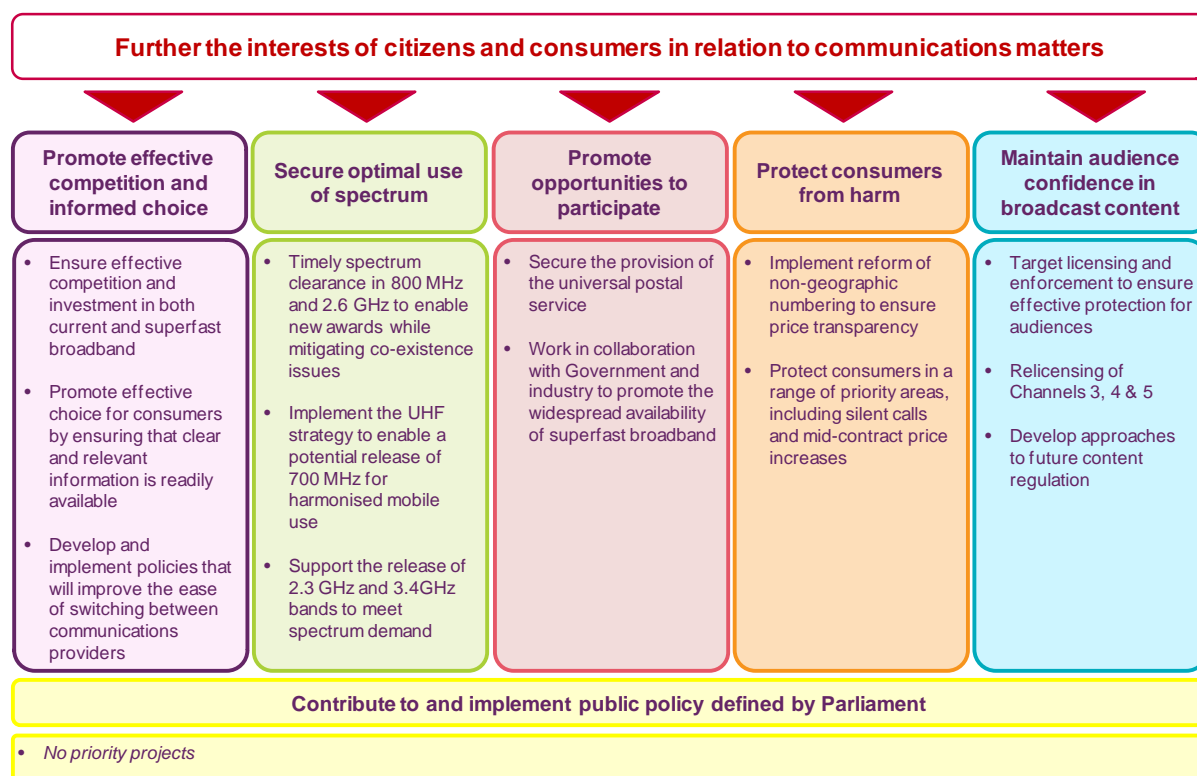 Further the interests of citizens and consumers in relation to communications matters
Promote effective
competition and
informed choice
Secure optimal use
of spectrum
Promote
opportunities to
participate
Protect consumers
from harm
Maintain audience
confidence in
broadcast content
• Ensure effective
competition and
investment in both
current and superfast
broadband
• Promote effective
choice for consumers
by ensuring that clear
and relevant
information is readily
available
• Develop and
implement policies that
will improve the ease
of switching between
communications
providers
• Timely spectrum
clearance in 800 MHz
and 2.6 GHz to enable
new awards while
mitigating co-existence
issues
• Implement the UHF
strategy to enable a
potential release of
700 MHz for
harmonised mobile
use
• Support the release of
2.3 GHz and 3.4GHz
bands to meet
spectrum demand
• Secure the provision of
the universal postal
service
• Work in collaboration
with Government and
industry to promote the
widespread availability
of superfast broadband
• Implement reform of
non-geographic
numbering to ensure
price transparency
• Protect consumers in a
range of priority areas,
including silent calls
and mid-contract price
increases
• Target licensing and
enforcement to ensure
effective protection for
audiences
• Relicensing of
Channels 3, 4 & 5
• Develop approaches
to future content
regulation
Contribute to and implement public policy defined by Parliament
• No priority projects